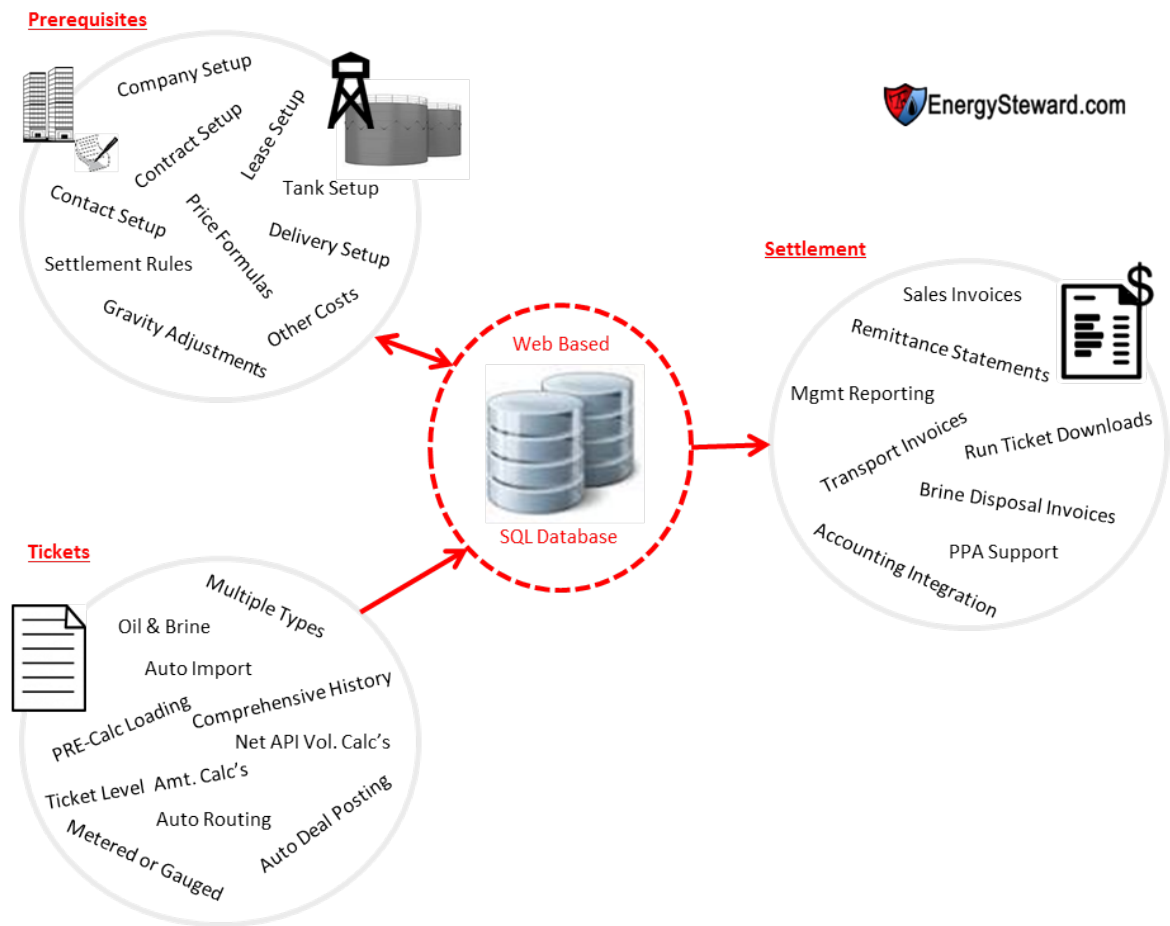 Prerequisites
Company Setup
Contract Setup
Lease Setup
Tank Setup
Contact Setup
Price Formulas
Delivery Setup
Settlement Rules
Gravity Adjustments
Other Costs
EnergySteward.com
Web Based
SQL Database
Settlement
$
Sales Invoices
Remittance Statements
Mgmt Reporting
Transport Invoices
Run Ticket Downloads
Brine Disposal Invoices
PPA Support
Accounting Integration
Tickets
Multiple Types
Oil & Brine
Auto Import
Comprehensive History
PRE-Calc Loading
Net API Vol. Calc’s
Ticket Level Amt. Calc’s
Auto Routing
Auto Deal Posting
Metered or Gauged